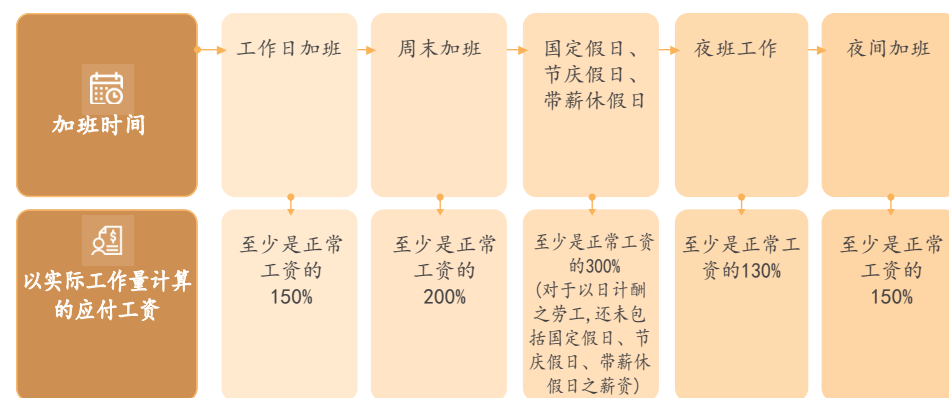 加班时间
工作日加班
周末加班
国定假日、
节庆假日、
带薪休假日
夜班工作
夜间加班
以实际工作量计算
的应付工资
至少是正常
工资的
150%
至少是正常
工资的
200%
至少是正常工资
的300%
(对于以日计酬
之劳工,还未包
括国定假日、节
庆假日、带薪休
假日之薪资)
至少是正常工
资的130%
至少是正常
工资的
150%